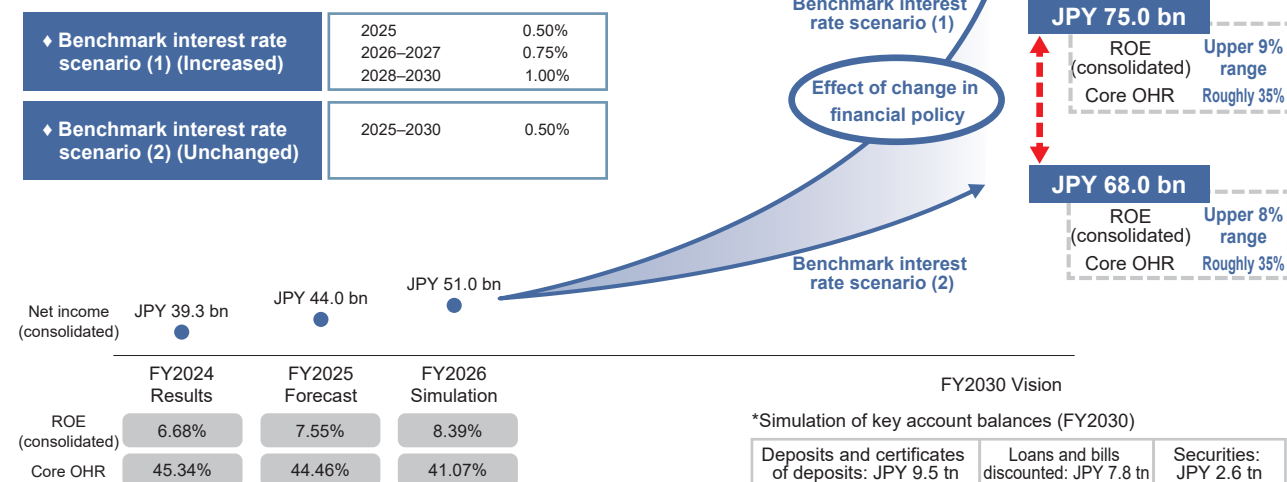 ♦ Benchmark interest rate
scenario (1) (Increased)
2025 0.50%
2026–2027 0.75%
2028–2030 1.00%
♦ Benchmark interest rate
scenario (2) (Unchanged)
2025–2030 0.50%
Benchmark interest
rate scenario (1)
Effect of change in
financial policy
JPY 75.0 bn
ROE
(consolidated)
Upper 9%
range
Core OHR Roughly 35%
JPY 68.0 bn
ROE
(consolidated)
Upper 8%
range
Core OHR Roughly 35%
Benchmark interest
rate scenario (2)
Net income
(consolidated)
JPY 39.3 bn
JPY 44.0 bn
JPY 51.0 bn
FY2024
Results
FY2025
Forecast
FY2026
Simulation
FY2030 Vision
ROE
(consolidated)
6.68% 7.55% 8.39%
Core OHR 45.34% 44.46% 41.07%
*Simulation of key account balances (FY2030)
Deposits and certificates
of deposits: JPY 9.5 tn
Loans and bills
discounted: JPY 7.8 tn
Securities:
JPY 2.6 tn